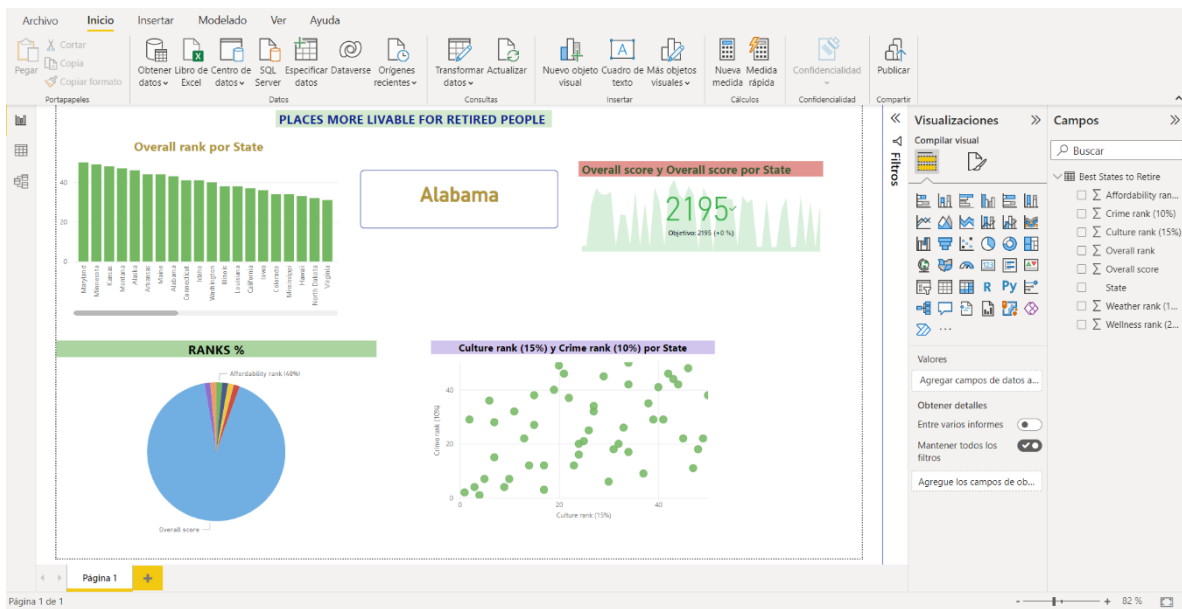 Archivo Inicio Insertar Modelado Ver Ayuda
Pegar
Cortar
Copia
Copiar formato
Portapapeles
Obtener datos
Libro de Excel
Centro de datos
SQL Server
Especificar datos
Dataverse
Orígenes recientes
Datos
Transformar datos
Actualizar
Consultas
Nuevo objeto visual
Cuadro de texto
Más objetos visuales
Insertar
Nueva medida
Medida rápida
Cálculos
Confidencialidad
Confidencialidad
Publicar
Compartir
PLACES MORE LIVABLE FOR RETIRED PEOPLE
Overall rank por State
40
20
0
Maryland
Minnesota
Kansas
Montana
Alaska
Arkansas
Maine
Alabama
Connecticut
Idaho
Washington
Illinois
Louisiana
California
Iowa
Colorado
Mississippi
Hawaii
North Dakota
Virginia
Alabama
Overall score y Overall score por State
2195
Objetivo: 2195 (+0 %)
RANKS %
Affordability rank (40%)
Overall score
Culture rank (15%) y Crime rank (10%) por State
Crime rank (10%)
40
20
0
0 20 40
Culture rank (15%)
Filtros
Visualizaciones
Compilar visual
R Py
Valores
Agregar campos de datos a...
Obtener detalles
Entre varios informes
Mantener todos los
filtros
Agregue los campos de ob...
Campos
Buscar
Best States to Retire
Affordability ran...
Crime rank (10%)
Culture rank (15%)
Overall rank
Overall score
State
Weather rank (1...
Wellness rank (2...
Página 1
Página 1 de 1
82 %